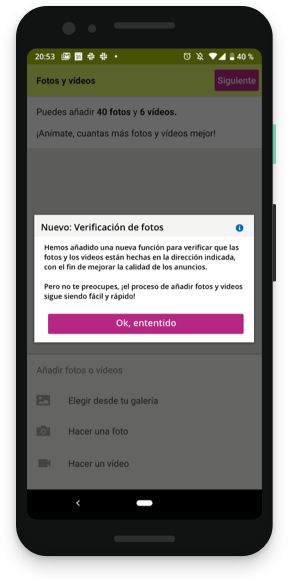 20:53
40 %
Fotos y vídeos
Siguiente
Puedes añadir 40 fotos y 6 vídeos.
¡Anímate, cuantas más fotos y vídeos mejor!
Nuevo: Verificación de fotos
Hemos añadido una nueva función para verificar que las
fotos y los videos están hechas en la dirección indicada,
con el fin de mejorar la calidad de los anuncios.
Pero no te preocupes, ¡el proceso de añadir fotos y videos
sigue siendo fácil y rápido!
Ok, ententido
Añadir fotos o vídeos
Elegir desde tu galería
Hacer una foto
Hacer un vídeo